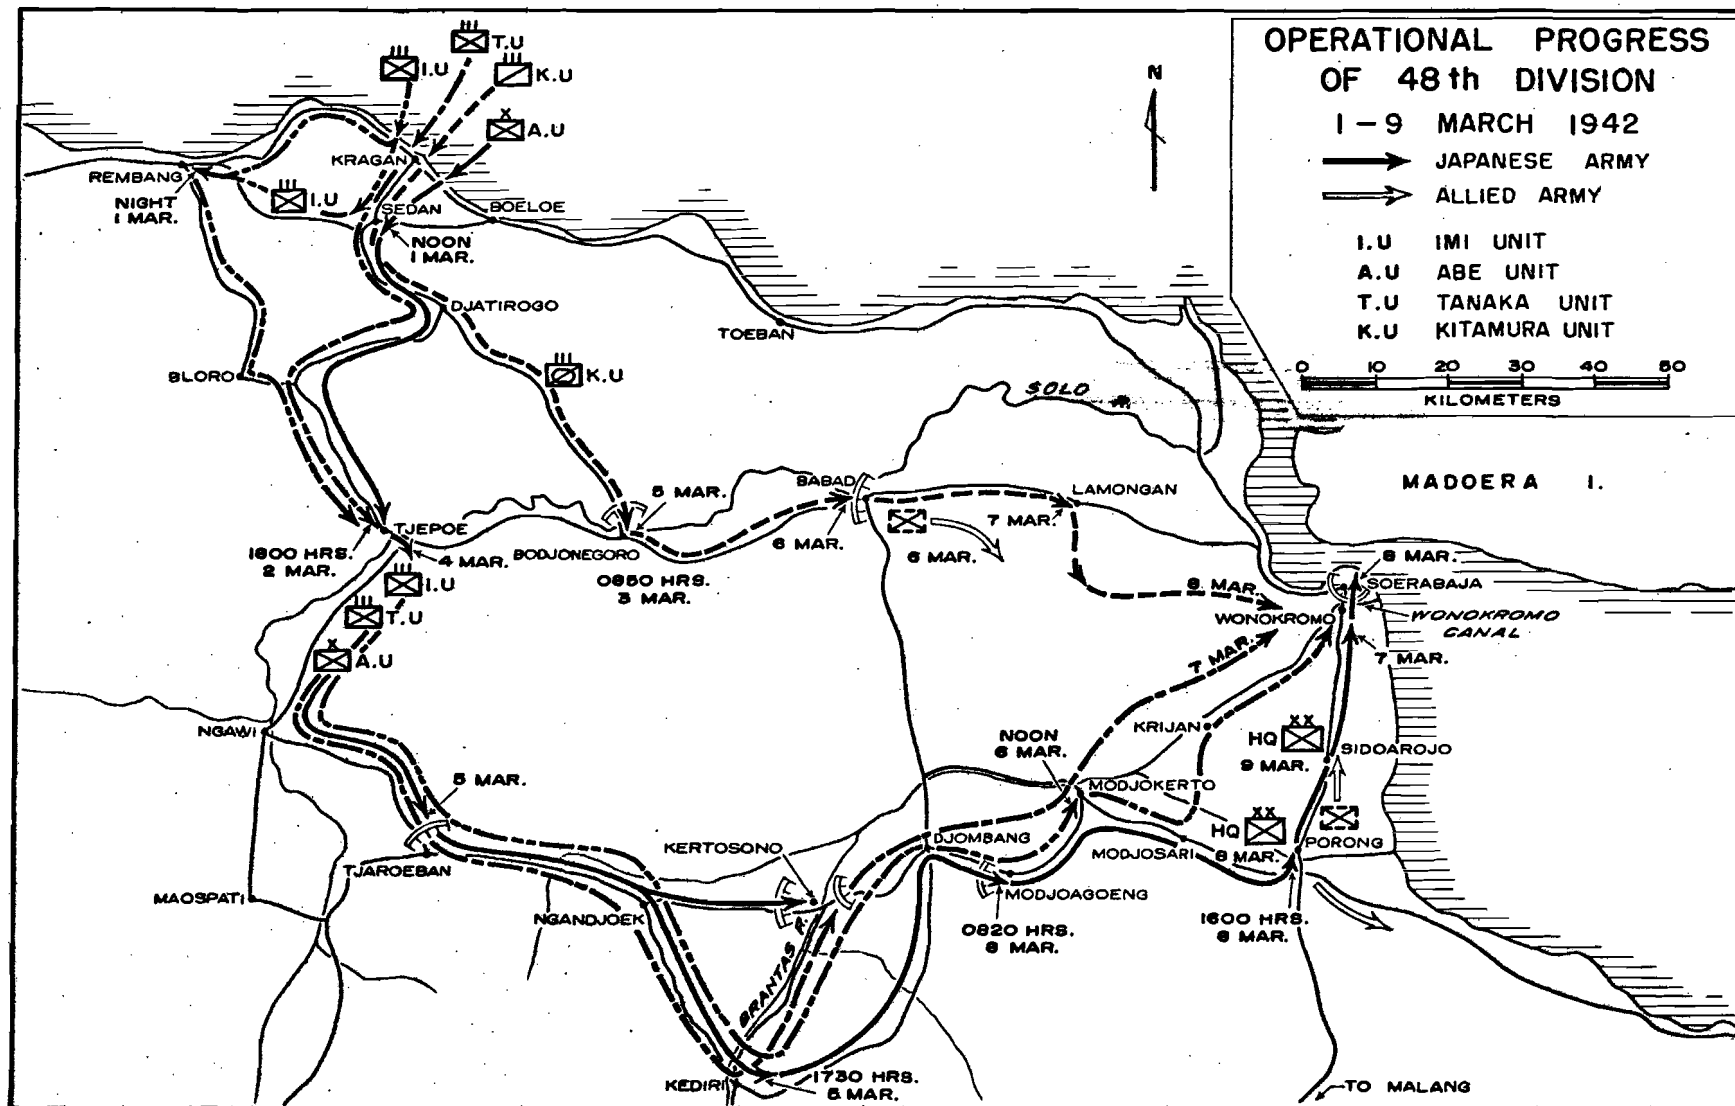 OPERATIONAL PROGRESS
OF 48th DIVISION
1-9 MARCH 1942
JAPANESE ARMY
ALLIED ARMY
I.U IMI UNIT
A.U ABE UNIT
T.U TANAKA UNIT
K.U KITAMURA UNIT
0 10 20 30 40 50
KILOMETERS
N
T.U
I.U
K.U
A.U
KRAGAN
REMBANG
NIGHT
1 MAR.
I.U
SEDAN
BOELOE
NOON
1 MAR.
DJATIROGO
TOEBAN
BLORO
K.U
SOLO R.
MADOERA I.
BABAD
5 MAR.
LAMONGAN
7 MAR.
6 MAR.
6 MAR.
TJEPOE
1800 HRS.
2 MAR.
4 MAR.
BODJONEGORO
0850 HRS.
3 MAR.
I.U
T.U
A.U
8 MAR.
8 MAR.
SOERABAJA
WONOKROMO
WONOKROMO
CANAL
7 MAR.
7 MAR.
NGAWI
KRIJAN
NOON
6 MAR.
XX
HQ
9 MAR.
SIDOAROJO
5 MAR.
MODJOKERTO
XX
HQ
8 MAR.
PORONG
KERTOSONO
DJOMBANG
MODJOSARI
TJAROEBAN
MAOSPATI
NGANDJOEK
MODJOAGOENG
0820 HRS.
6 MAR.
1600 HRS.
6 MAR.
BRANTAS R.
KEDIRI
1730 HRS.
5 MAR.
TO MALANG